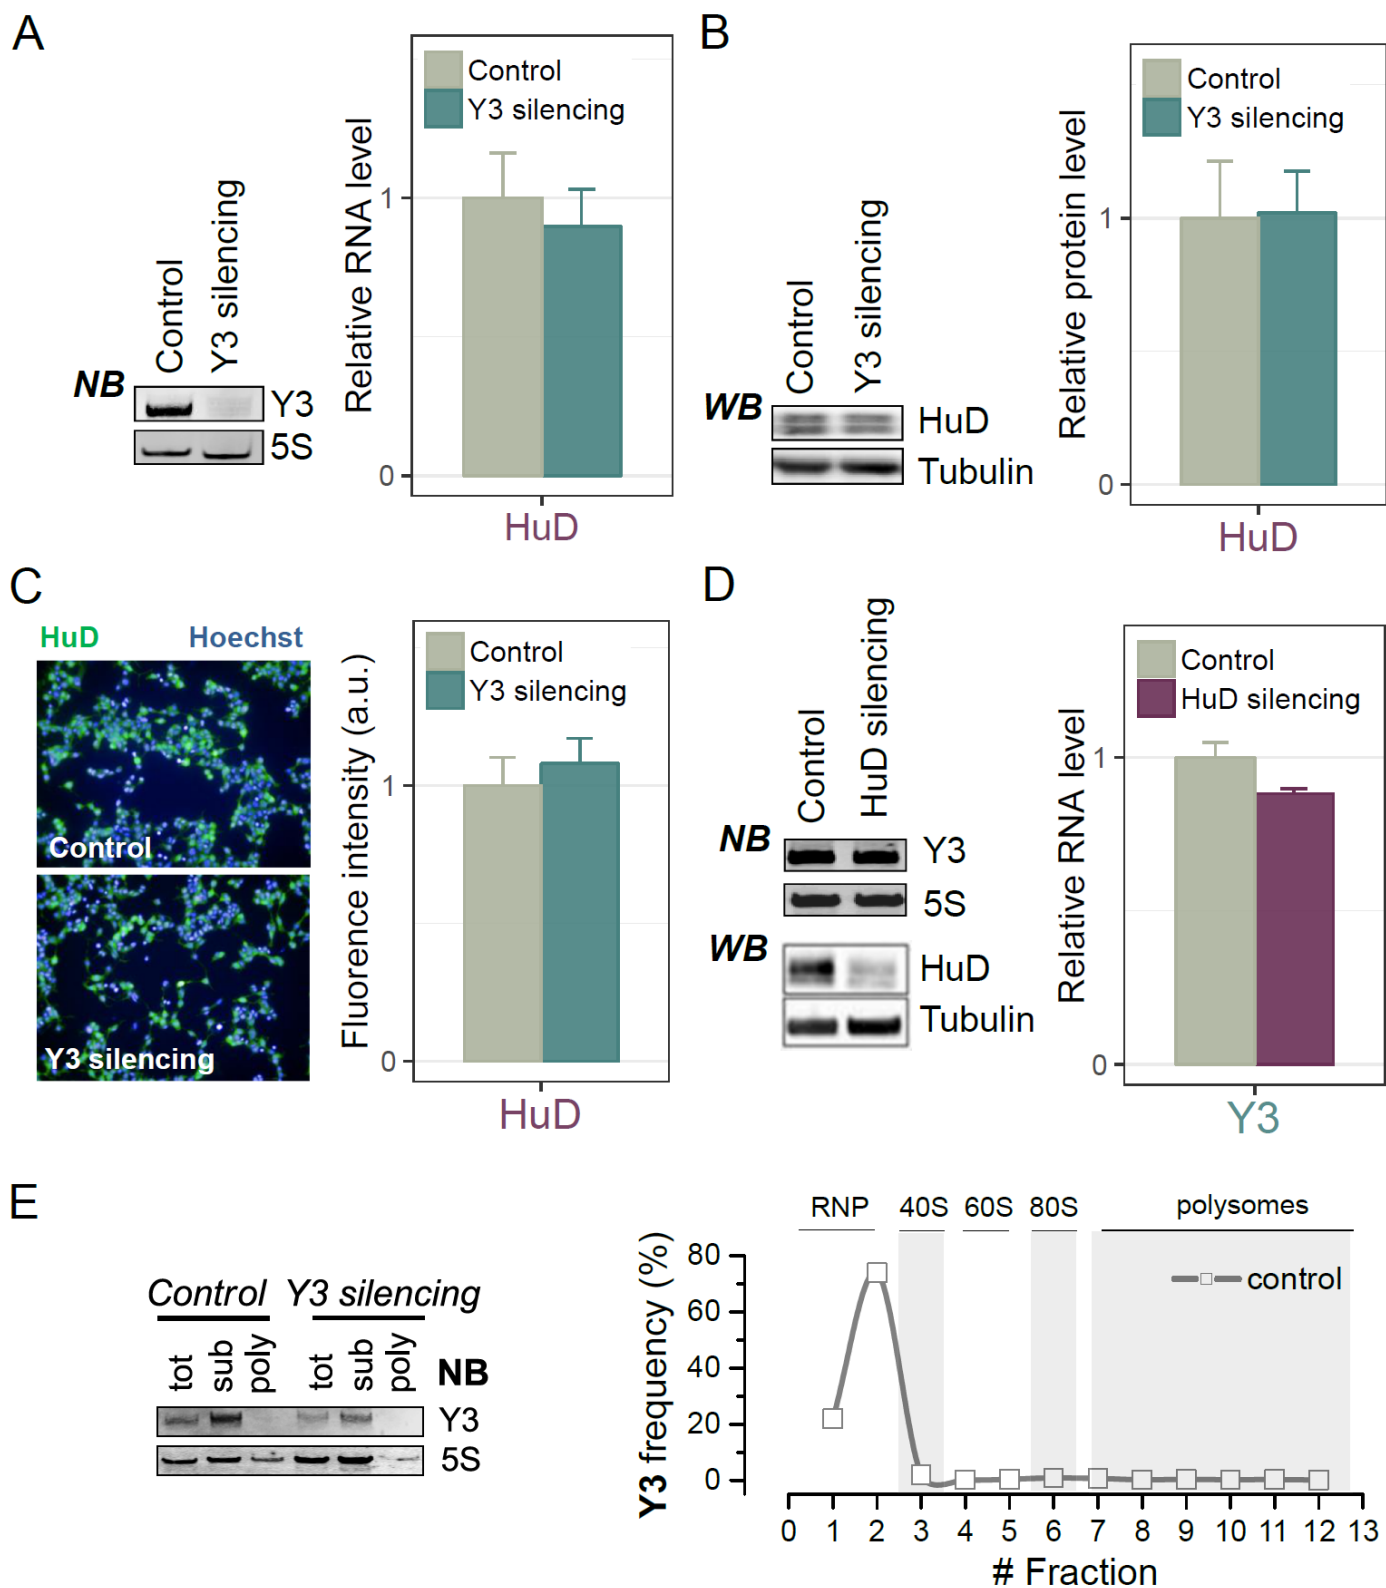 A
Control
Y3 silencing
NB
Y3
5S
Relative RNA level
Control
Y3 silencing
1
0
HuD
B
Control
Y3 silencing
WB
HuD
Tubulin
Relative protein level
Control
Y3 silencing
1
0
HuD
C
HuD Hoechst
Control
Y3 silencing
Fluorescence intensity (a.u.)
Control
Y3 silencing
1
0
HuD
D
Control
HuD silencing
NB
Y3
5S
WB
HuD
Tubulin
Relative RNA level
Control
HuD silencing
1
0
Y3
E
Control Y3 silencing
tot sub poly tot sub poly NB
Y3
5S
RNP 40S 60S 80S polysomes
Y3 frequency (%)
80
60
40
20
0
control
0 1 2 3 4 5 6 7 8 9 10 11 12 13
# Fraction